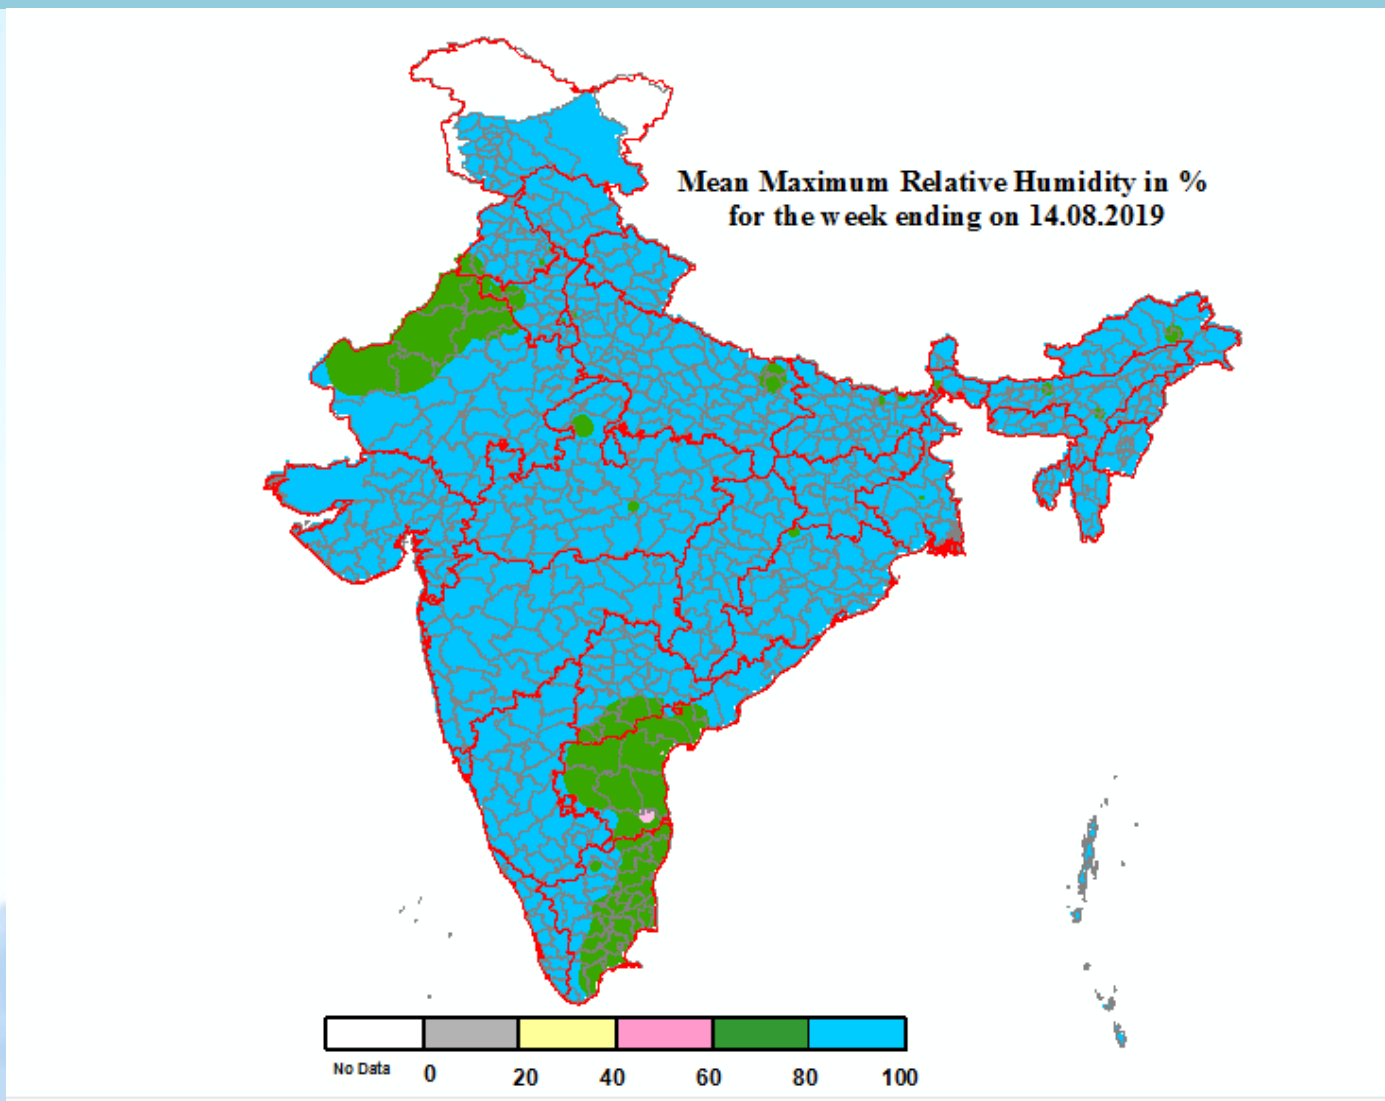 Mean Maximum Relative Humidity in %
for the week ending on 14.08.2019
No Data 0 20 40 60 80 100